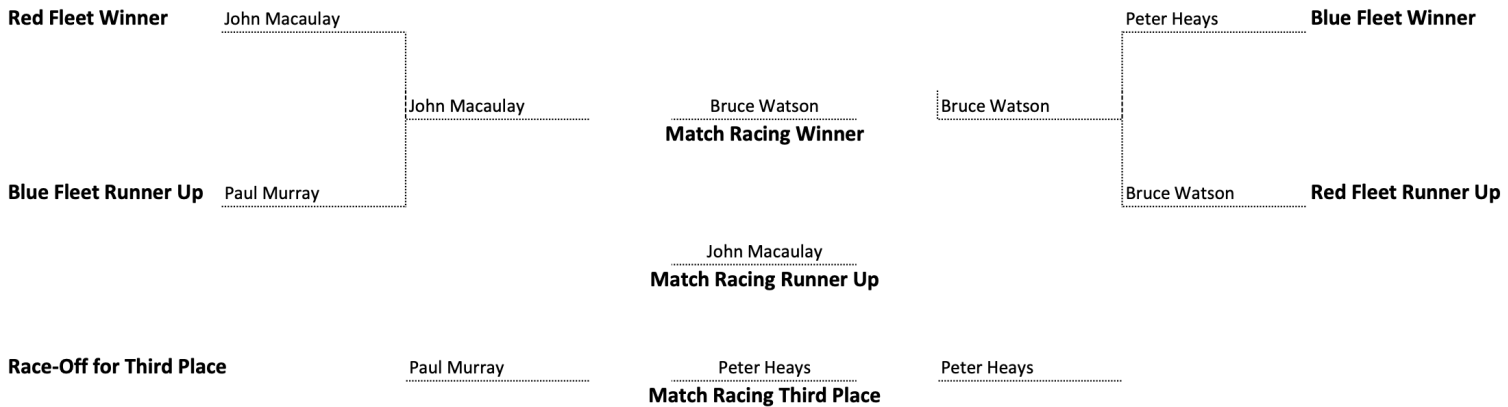 Red Fleet Winner John Macaulay Peter Heays Blue Fleet Winner
John Macaulay Bruce Watson Bruce Watson
Match Racing Winner
Blue Fleet Runner Up Paul Murray Bruce Watson Red Fleet Runner Up
John Macaulay
Match Racing Runner Up
Race-Off for Third Place Paul Murray Peter Heays Peter Heays
Match Racing Third Place